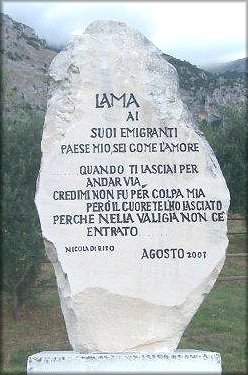 LAMA
AI
SUOI EMIGRANTI
PAESE MIO, SEI COME L'AMORE
QUANDO TI LASCIAI PER
ANDAR VIA
CREDIMI NON FU PER COLPA MIA
PERÒ IL CUORE TE L'HO LASCIATO
PERCHE NELLA VALIGIA NON C'È
ENTRATO
NICOLA DI RITO AGOSTO 2001